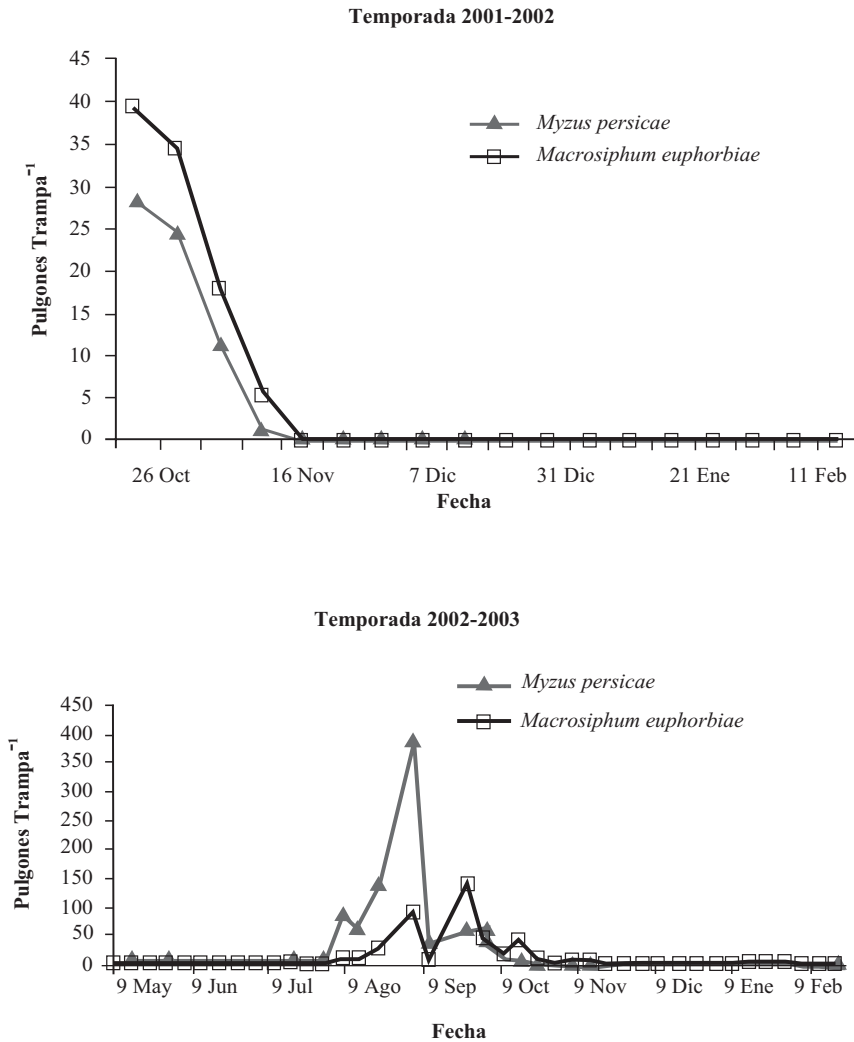 Temporada 2001-2002
Pulgones Trampa⁻¹
45
40
35
30
25
20
15
10
5
0
Myzus persicae
Macrosiphum euphorbiae
26 Oct 16 Nov 7 Dic 31 Dic 21 Ene 11 Feb
Fecha
Temporada 2002-2003
Pulgones Trampa⁻¹
450
400
350
300
250
200
150
100
50
0
Myzus persicae
Macrosiphum euphorbiae
9 May 9 Jun 9 Jul 9 Ago 9 Sep 9 Oct 9 Nov 9 Dic 9 Ene 9 Feb
Fecha